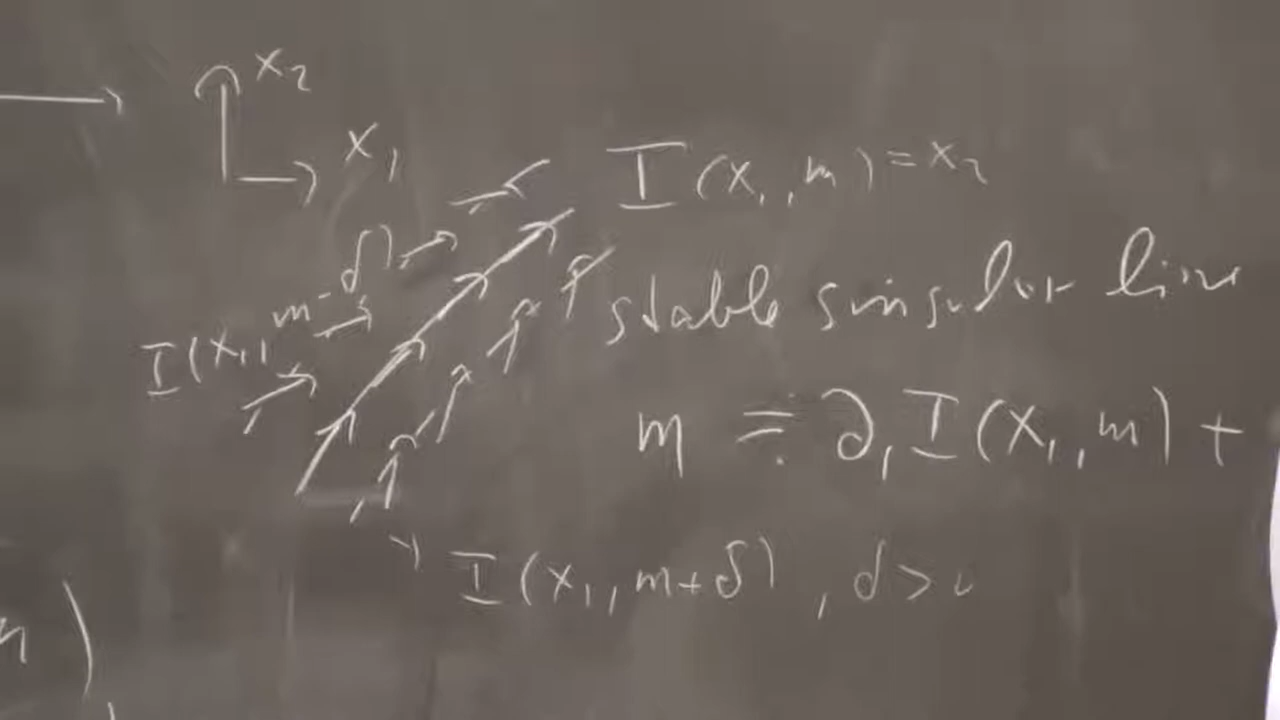 x₂
x₁
I(x₁, m) = x₂
I(x₁, m-δ)
stable singular line
m ≐ ∂₁I(x₁, m) +
I(x₁, m+δ), δ>0
)